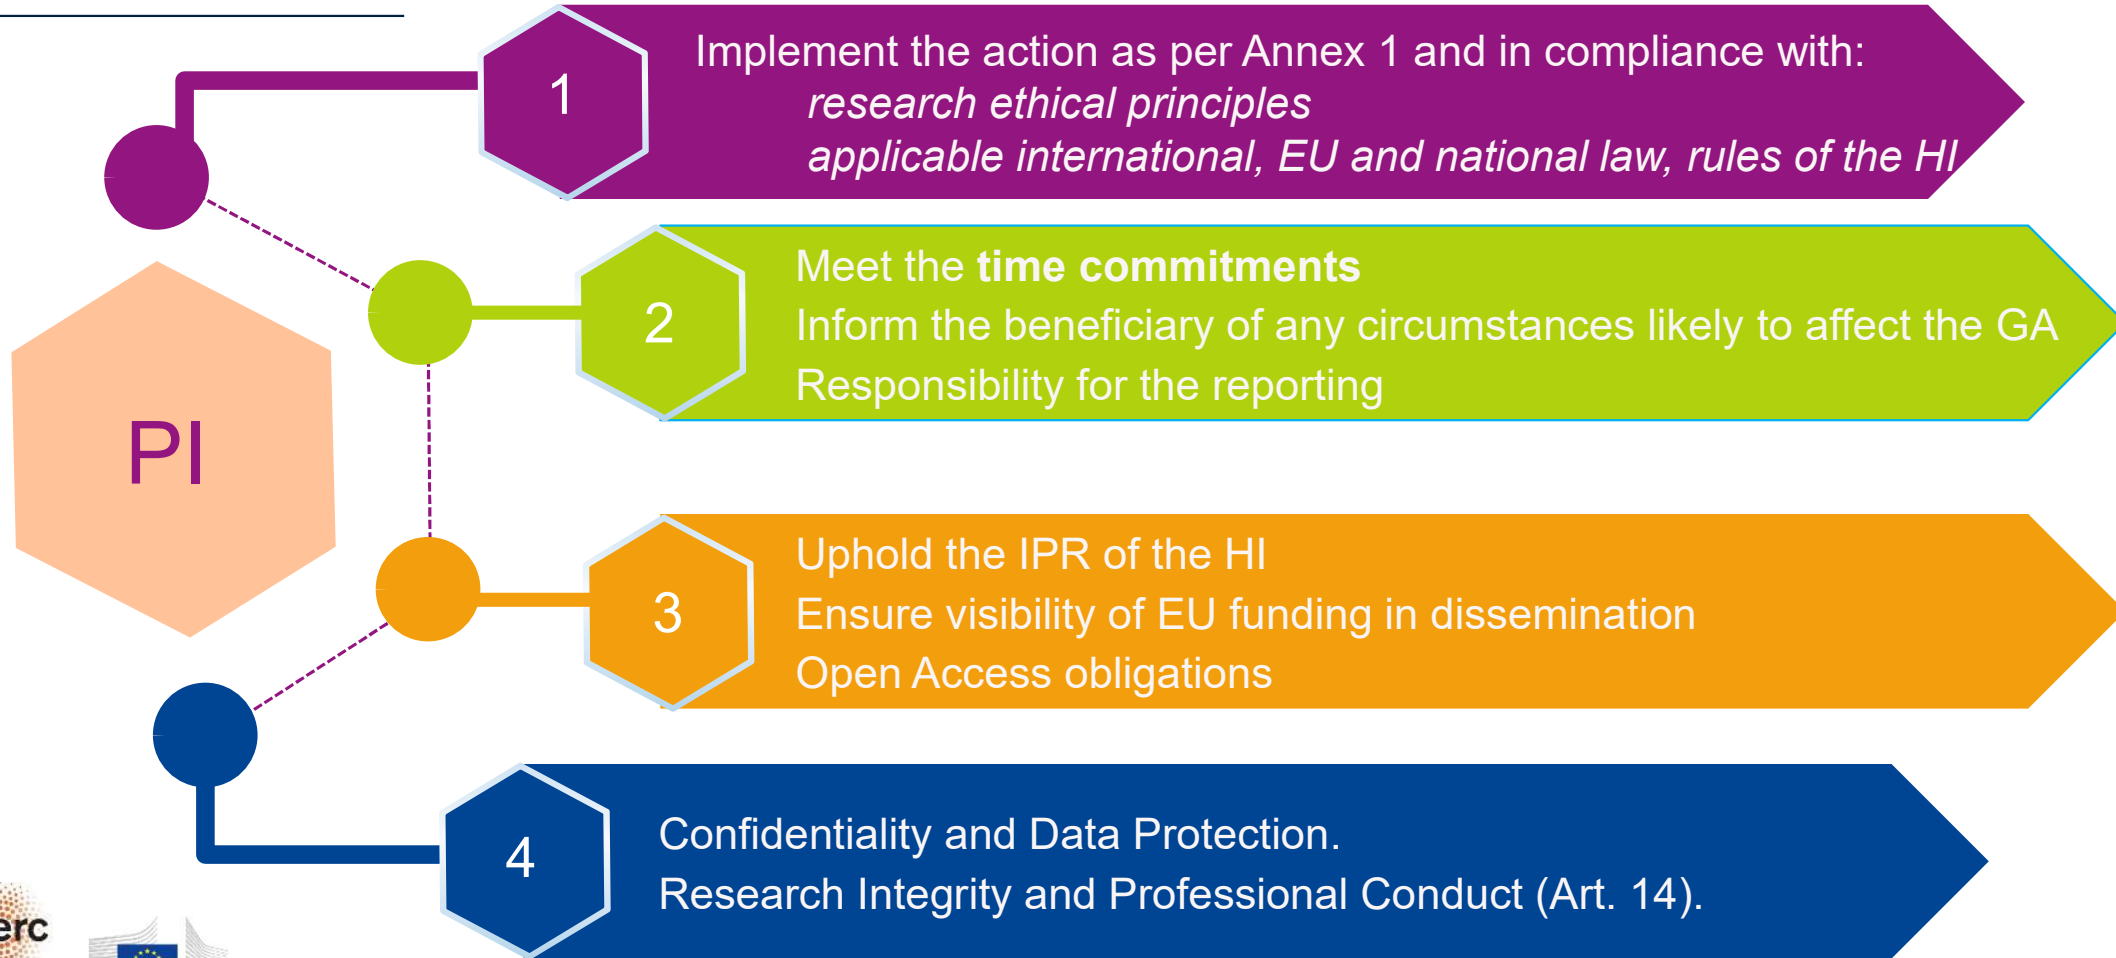 PI
1
Implement the action as per Annex 1 and in compliance with:
research ethical principles
applicable international, EU and national law, rules of the HI
2
Meet the time commitments
Inform the beneficiary of any circumstances likely to affect the GA
Responsibility for the reporting
3
Uphold the IPR of the HI
Ensure visibility of EU funding in dissemination
Open Access obligations
4
Confidentiality and Data Protection.
Research Integrity and Professional Conduct (Art. 14).
erc